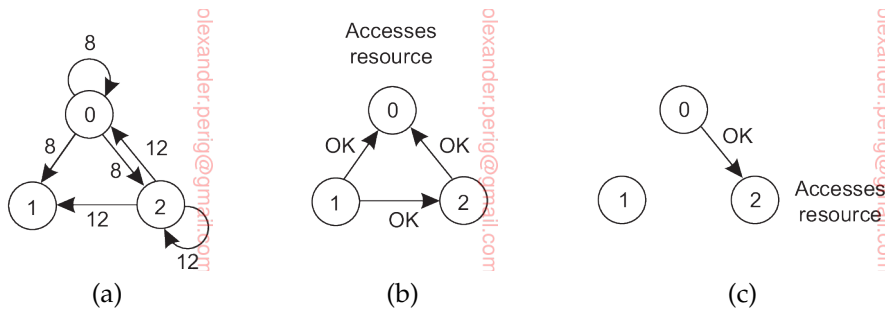 8
0
8
8
12
1
12
2
12
(a)
Accesses
resource
0
OK
OK
1
OK
2
(b)
0
OK
1
2
Accesses
resource
(c)
olexander.perig@gmail.com
olexander.perig@gmail.com
olexander.perig@gmail.com